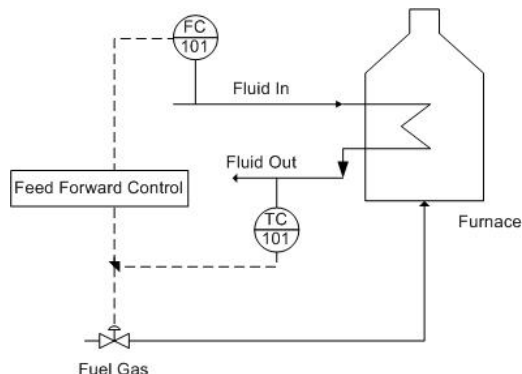 FC
101
Fluid In
Fluid Out
Feed Forward Control
TC
101
Furnace
Fuel Gas